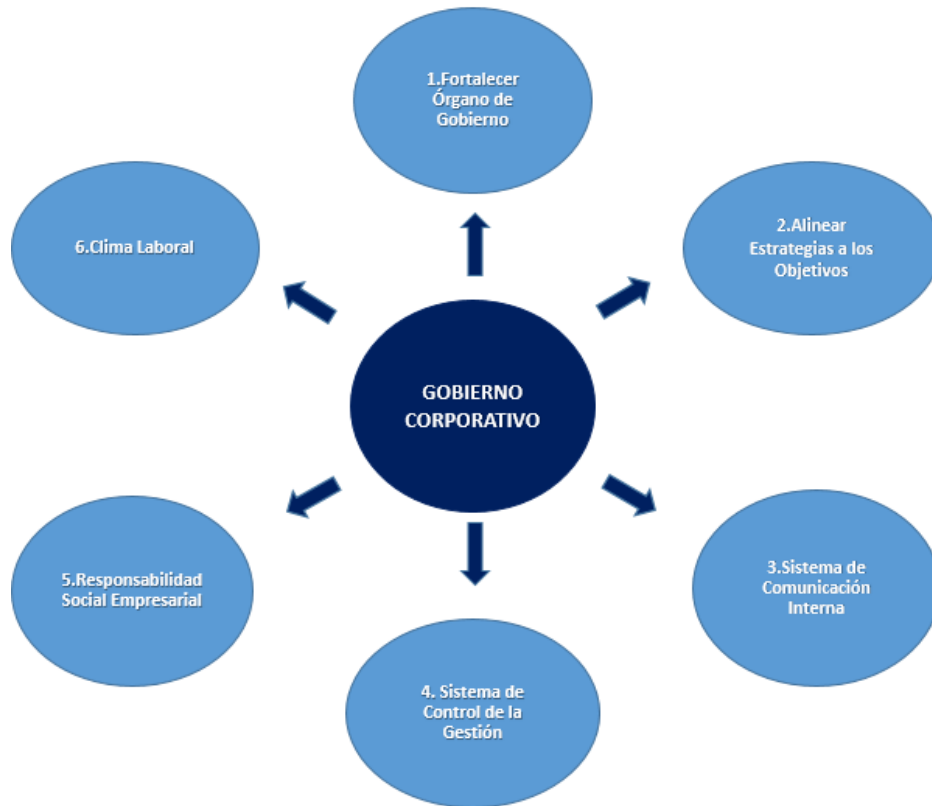 1.Fortalecer
Órgano de
Gobierno
2.Alinear
Estrategias a los
Objetivos
6.Clima Laboral
GOBIERNO
CORPORATIVO
3.Sistema de
Comunicación
Interna
5.Responsabilidad
Social Empresarial
4. Sistema de
Control de la
Gestión